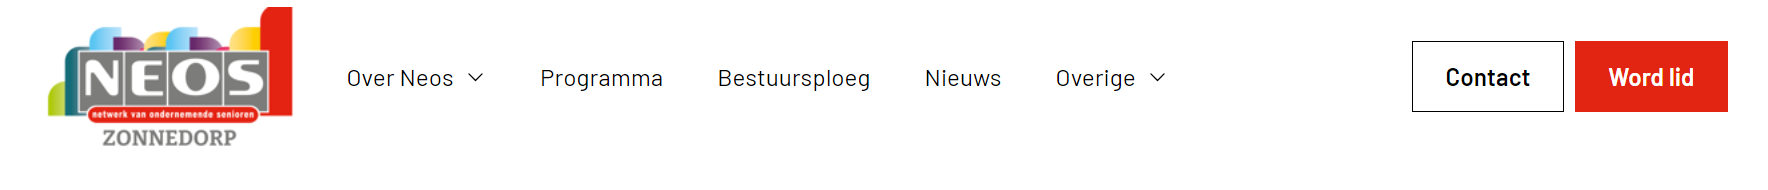 NEOS
netwerk van ondernemende senioren
ZONNEDORP
Over Neos
Programma
Bestuursploeg
Nieuws
Overige
Contact
Word lid